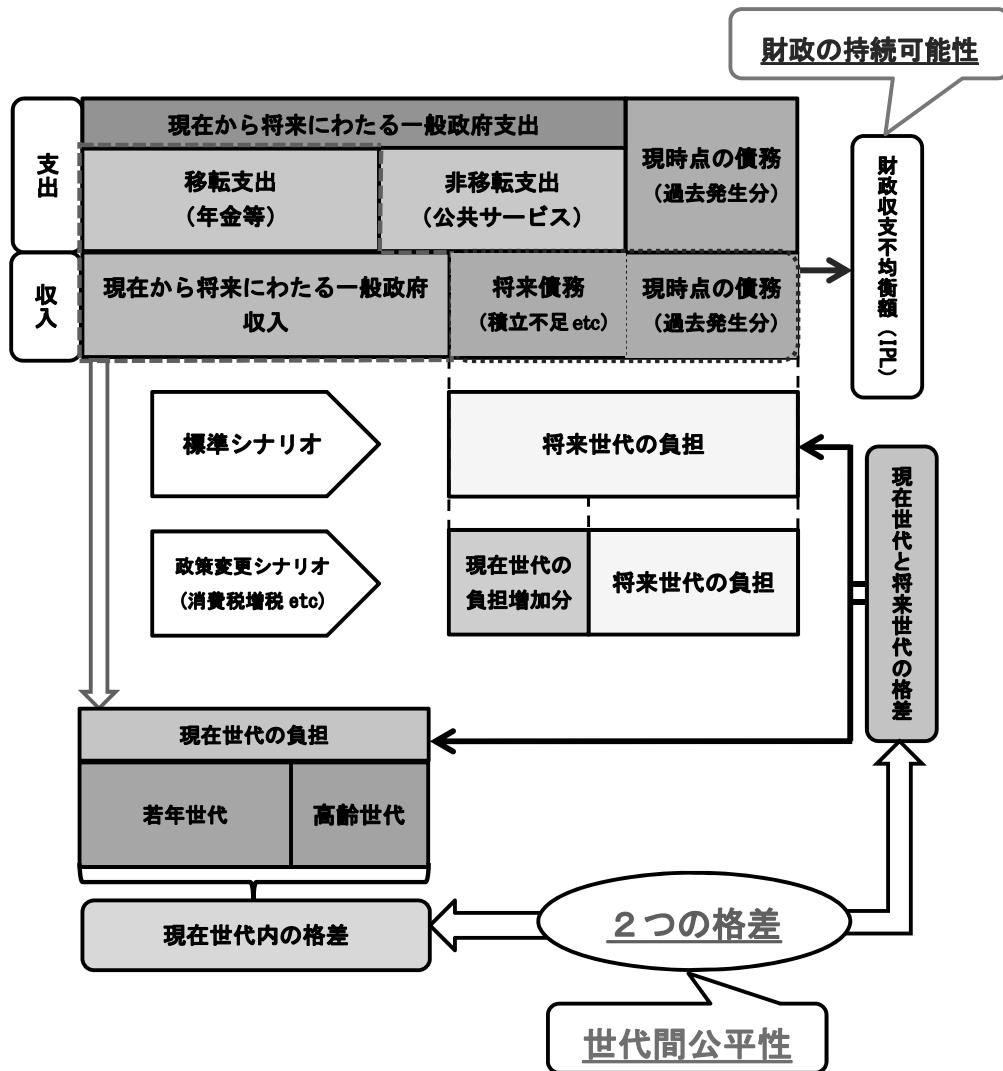 財政の持続可能性
支出
現在から将来にわたる一般政府支出
移転支出
（年金等）
非移転支出
（公共サービス）
現時点の債務
（過去発生分）
財政収支不均衡額（IPL）
収入
現在から将来にわたる一般政府
収入
将来債務
（積立不足 etc）
現時点の債務
（過去発生分）
標準シナリオ
将来世代の負担
政策変更シナリオ
（消費税増税 etc）
現在世代の
負担増加分
将来世代の負担
現在世代と将来世代の格差
現在世代の負担
若年世代
高齢世代
現在世代内の格差
２つの格差
世代間公平性